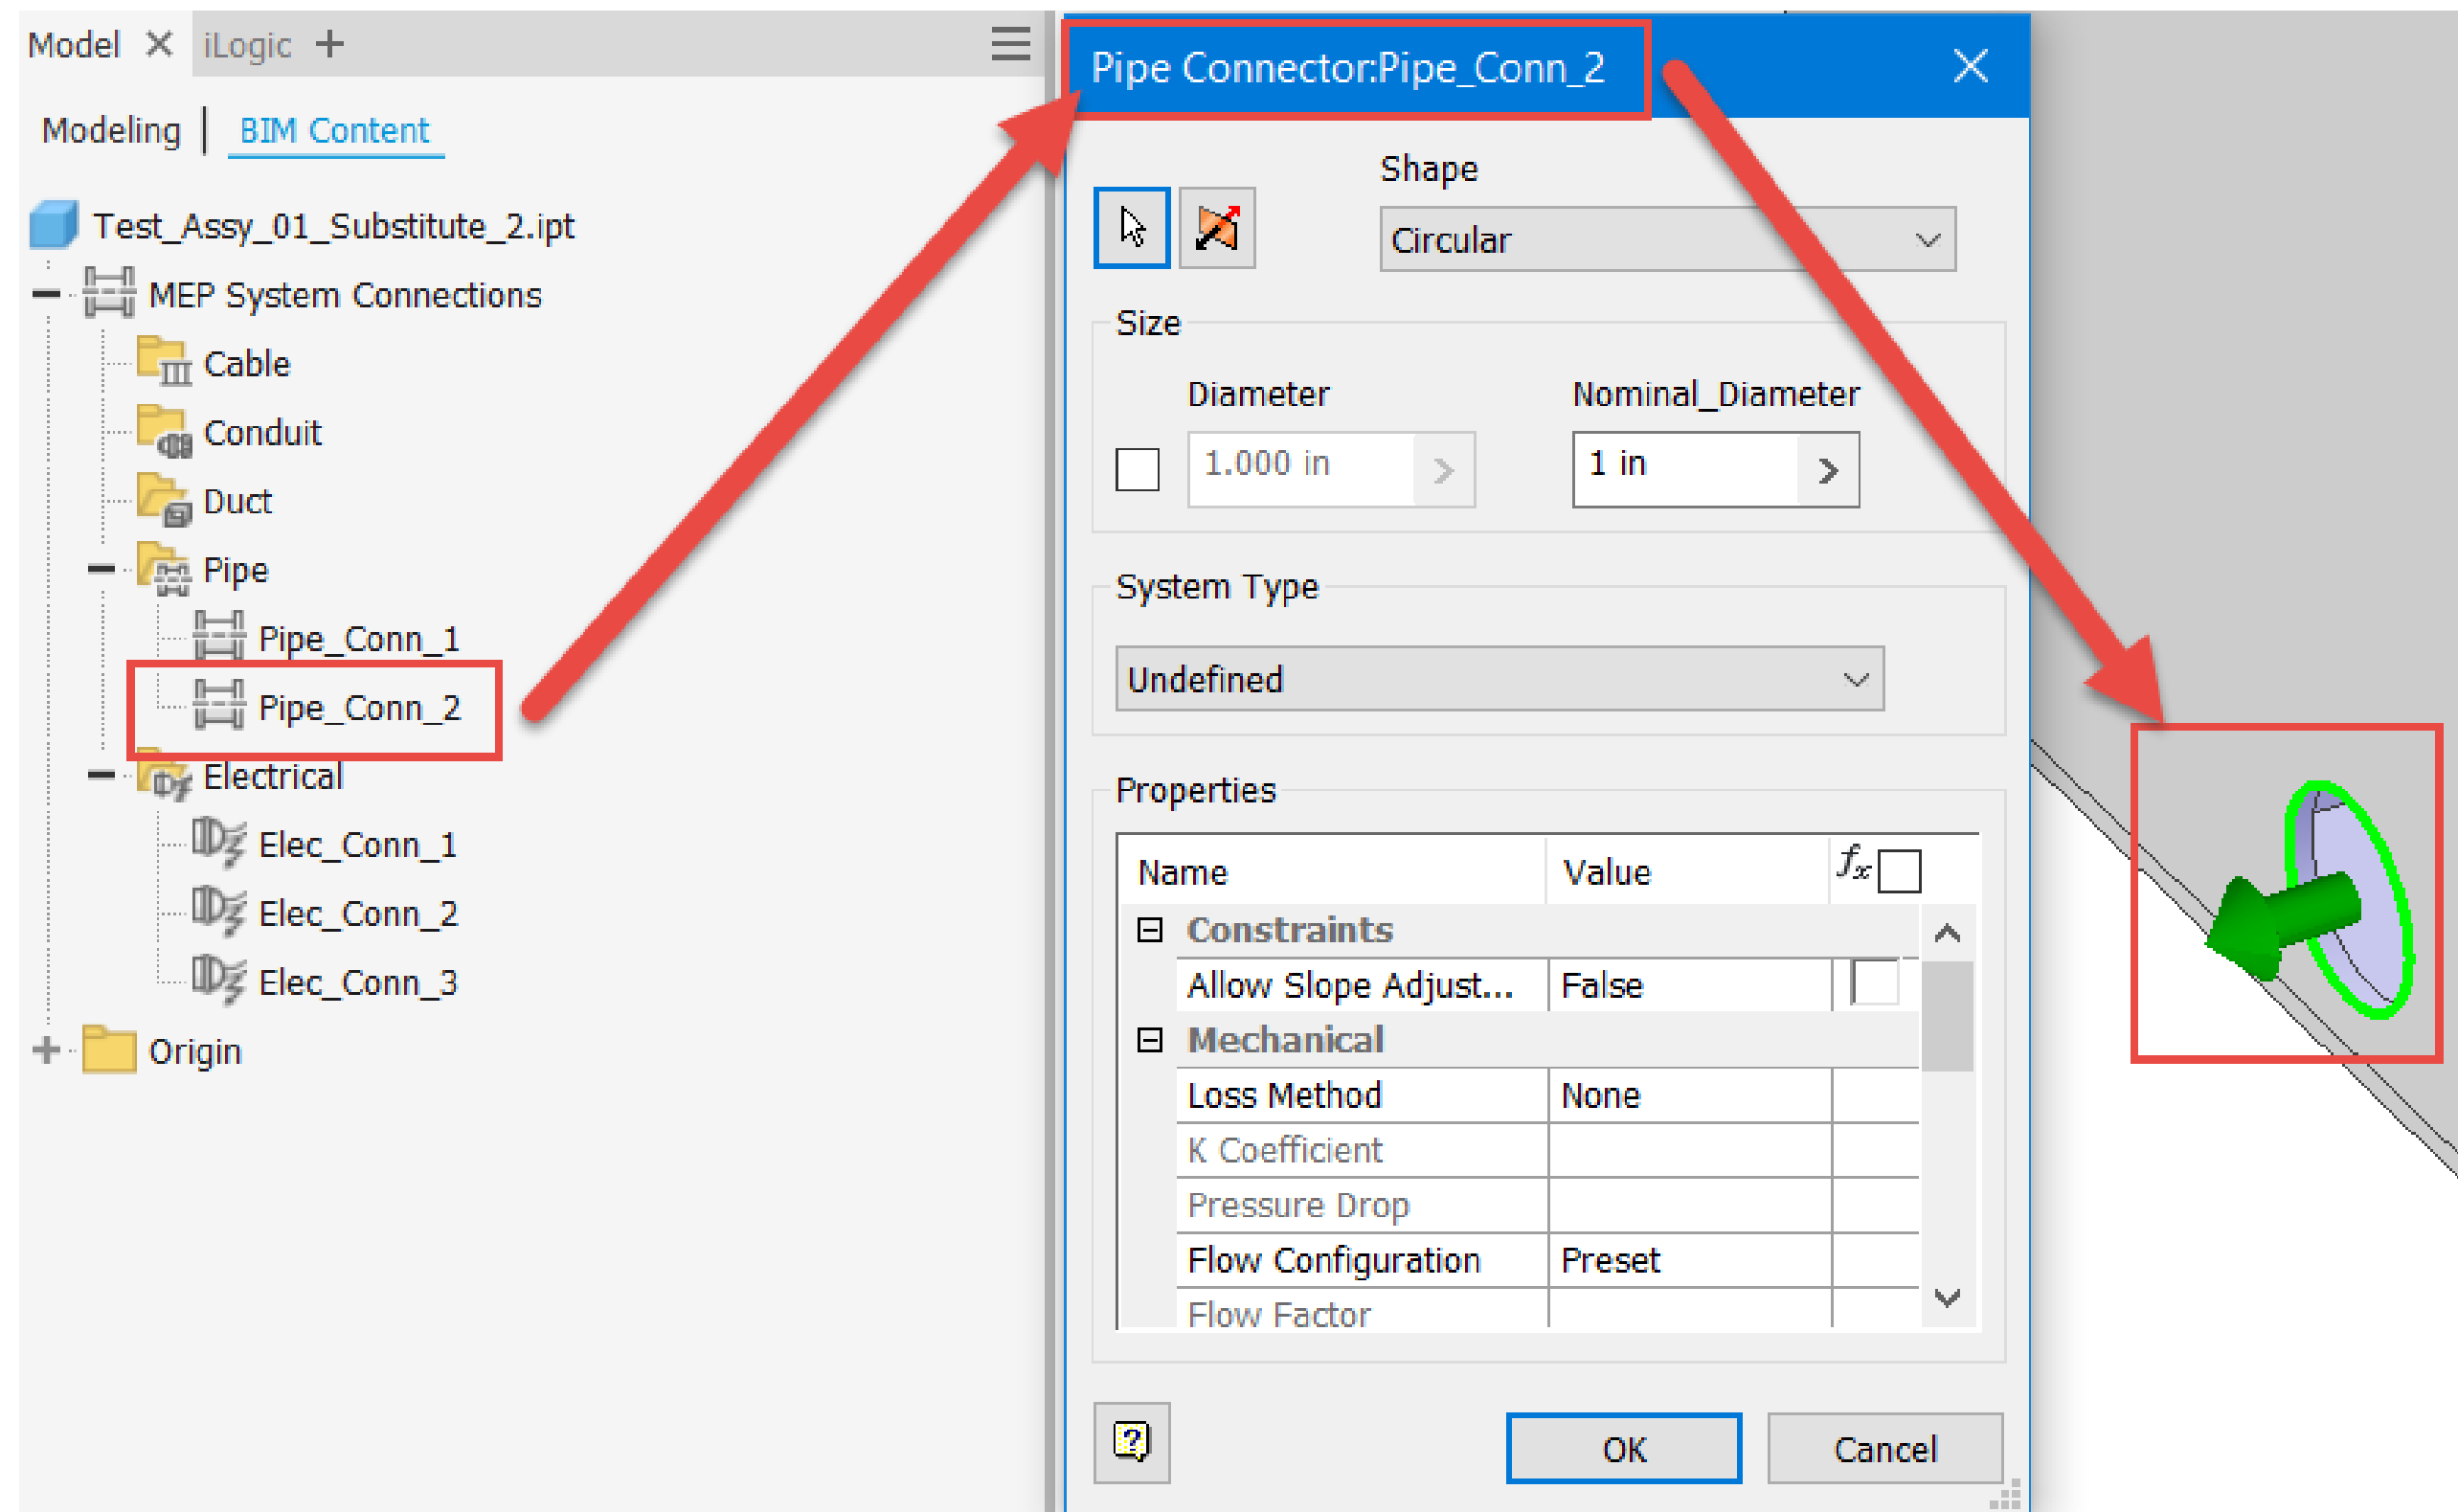 Model
iLogic
Modeling
BIM Content
Test_Assy_01_Substitute_2.ipt
MEP System Connections
Cable
Conduit
Duct
Pipe
Pipe_Conn_1
Pipe_Conn_2
Electrical
Elec_Conn_1
Elec_Conn_2
Elec_Conn_3
Origin
Pipe Connector:Pipe_Conn_2
Shape
Circular
Size
Diameter
Nominal_Diameter
1.000 in
1 in
System Type
Undefined
Properties
Name Value fx
Constraints
Allow Slope Adjust... False
Mechanical
Loss Method None
K Coefficient
Pressure Drop
Flow Configuration Preset
Flow Factor
OK Cancel